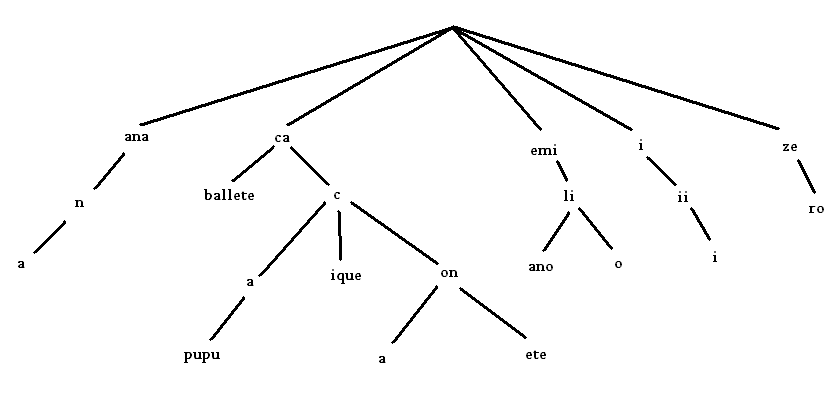 ana ca emi i ze
n ballete c li ii ro
a a ique on ano o i
pupu a ete